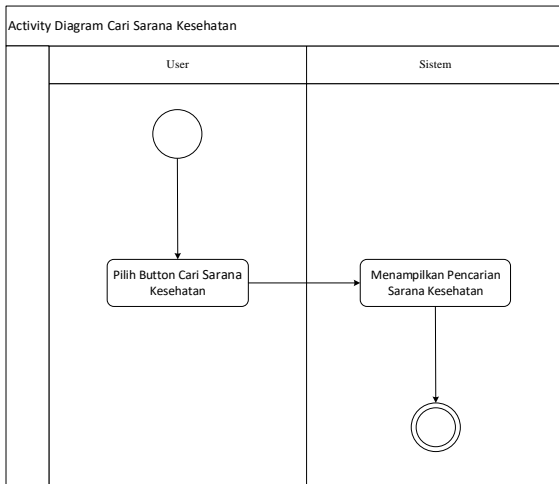 Activity Diagram Cari Sarana Kesehatan
User
Sistem
Pilih Button Cari Sarana
Kesehatan
Menampilkan Pencarian
Sarana Kesehatan